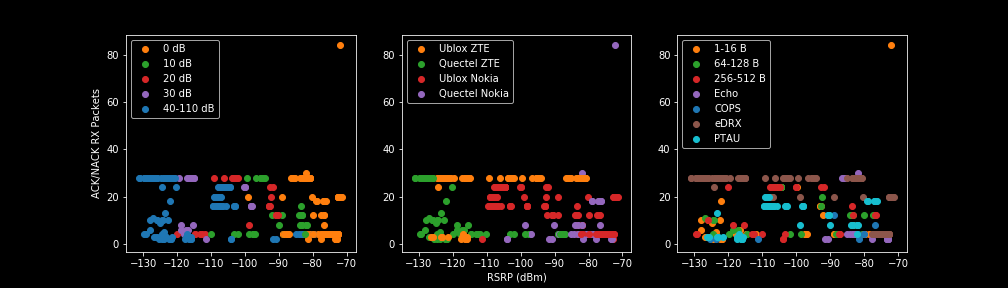 ACK/NACK RX Packets
80
60
40
20
0
0 dB
10 dB
20 dB
30 dB
40-110 dB
−130 −120 −110 −100 −90 −80 −70
80
60
40
20
0
Ublox ZTE
Quectel ZTE
Ublox Nokia
Quectel Nokia
−130 −120 −110 −100 −90 −80 −70
RSRP (dBm)
80
60
40
20
0
1-16 B
64-128 B
256-512 B
Echo
COPS
eDRX
PTAU
−130 −120 −110 −100 −90 −80 −70